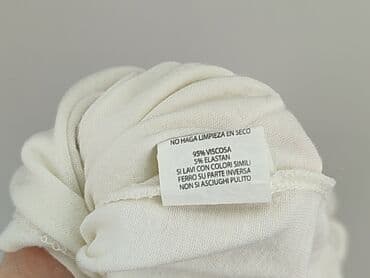 NO HAGA LIMPIEZA EN SECO
95% VISCOSA
5% ELASTAN
SI LAVI CON COLORI SIMILI
FERRO SU PARTE INVERSA
NON SI ASCIUGHI PULITO